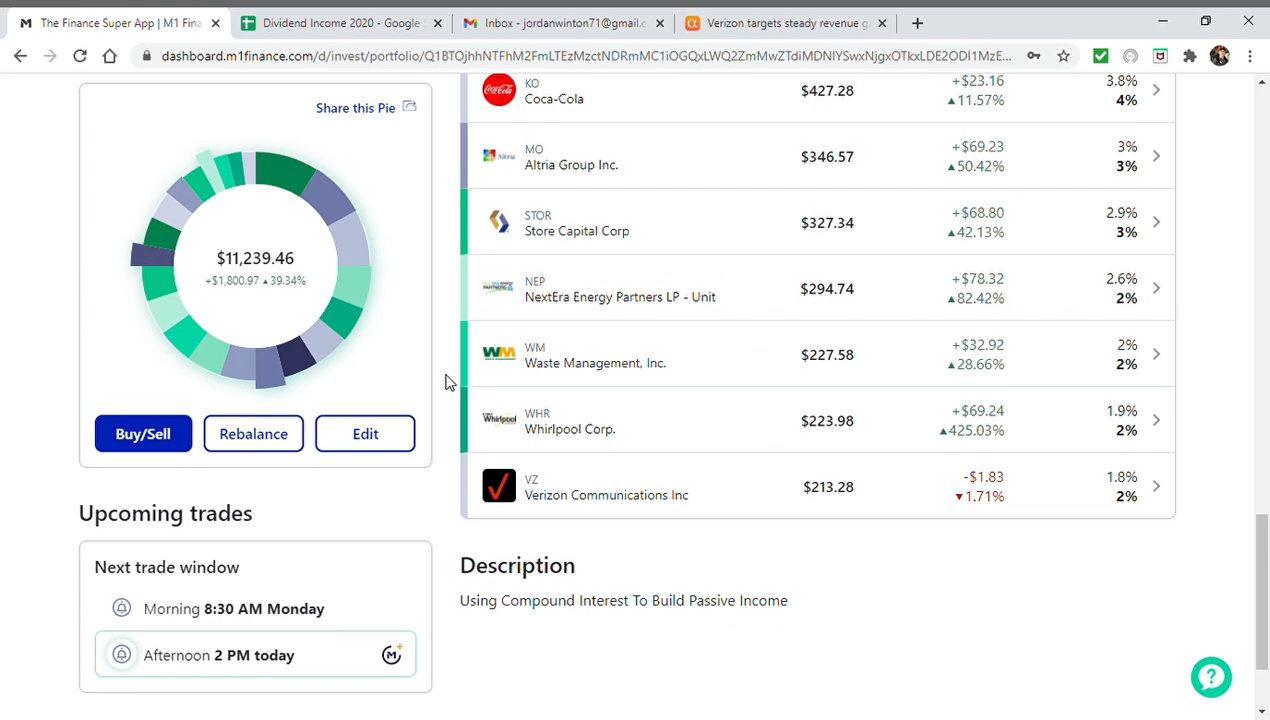 The Finance Super App | M1 Fina
Dividend Income 2020 - Google
Inbox - jordanwinton71@gmail.c
Verizon targets steady revenue g
Share this Pie
$11,239.46
+$1,800.97 ▲39.34%
Buy/Sell
Rebalance
Edit
Upcoming trades
Next trade window
Morning 8:30 AM Monday
Afternoon 2 PM today
KO
Coca-Cola
$427.28
+$23.16
▲11.57%
3.8%
4%
MO
Altria
Altria Group Inc.
$346.57
+$69.23
▲50.42%
3%
3%
STOR
Store Capital Corp
$327.34
+$68.80
▲42.13%
2.9%
3%
NEP
NextEra Energy Partners LP - Unit
$294.74
+$78.32
▲82.42%
2.6%
2%
WM
Waste Management, Inc.
$227.58
+$32.92
▲28.66%
2%
2%
WHR
Whirlpool
Whirlpool Corp.
$223.98
+$69.24
▲425.03%
1.9%
2%
VZ
Verizon Communications Inc
$213.28
-$1.83
▼1.71%
1.8%
2%
Description
Using Compound Interest To Build Passive Income